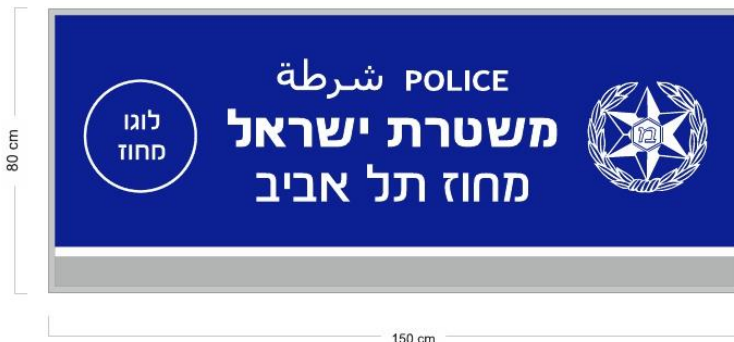 شرطة POLICE
משטרת ישראל
מחוז תל אביב
לוגו
מחוז
מ
80 cm
150 cm